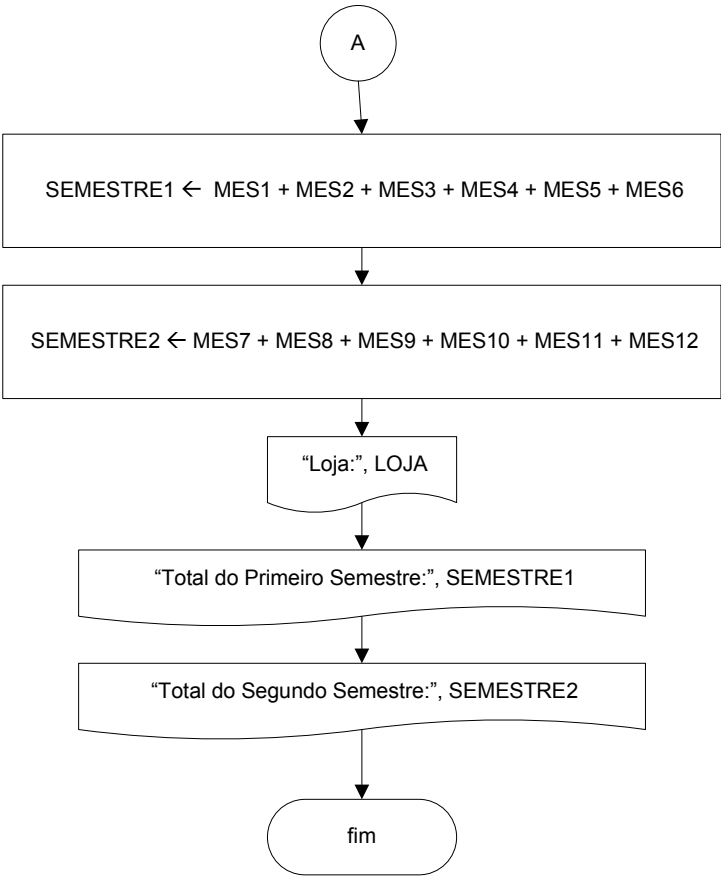 A
SEMESTRE1 ← MES1 + MES2 + MES3 + MES4 + MES5 + MES6
SEMESTRE2 ← MES7 + MES8 + MES9 + MES10 + MES11 + MES12
“Loja:”, LOJA
“Total do Primeiro Semestre:”, SEMESTRE1
“Total do Segundo Semestre:”, SEMESTRE2
fim